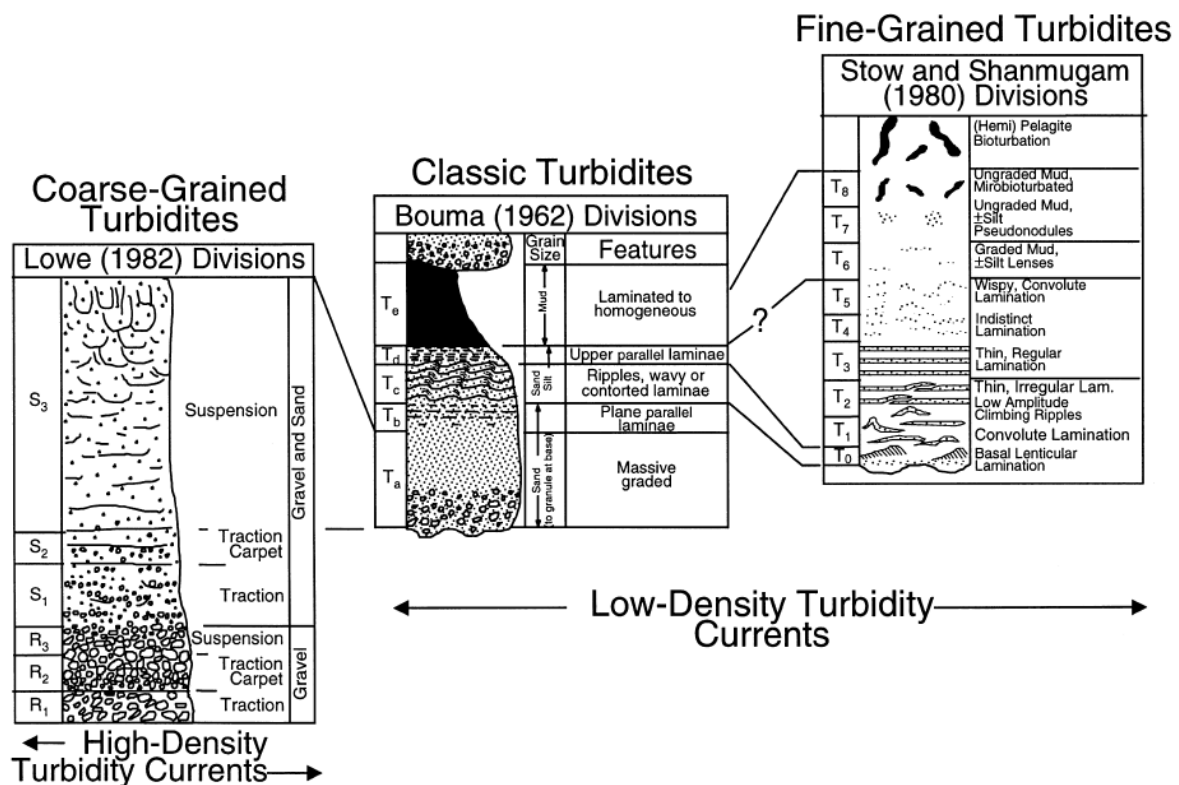 Coarse-Grained
Turbidites
Lowe (1982) Divisions
S3
S2
S1
R3
R2
R1
Suspension
Traction
Carpet
Traction
Suspension
Traction
Carpet
Traction
Gravel and Sand
Gravel
High-Density
Turbidity Currents
Classic Turbidites
Bouma (1962) Divisions
Grain
Size
Features
Te
Td
Tc
Tb
Ta
Mud
Sand
Silt
Sand
(to granule at base)
Laminated to
homogeneous
Upper parallel laminae
Ripples, wavy or
contorted laminae
Plane parallel
laminae
Massive
graded
?
Low-Density Turbidity
Currents
Fine-Grained Turbidites
Stow and Shanmugam
(1980) Divisions
T8
T7
T6
T5
T4
T3
T2
T1
T0
(Hemi) Pelagite
Bioturbation
Ungraded Mud,
Mirobioturbated
Ungraded Mud,
±Silt
Pseudonodules
Graded Mud,
±Silt Lenses
Wispy, Convolute
Lamination
Indistinct
Lamination
Thin, Regular
Lamination
Thin, Irregular Lam.
Low Amplitude
Climbing Ripples
Convolute Lamination
Basal Lenticular
Lamination